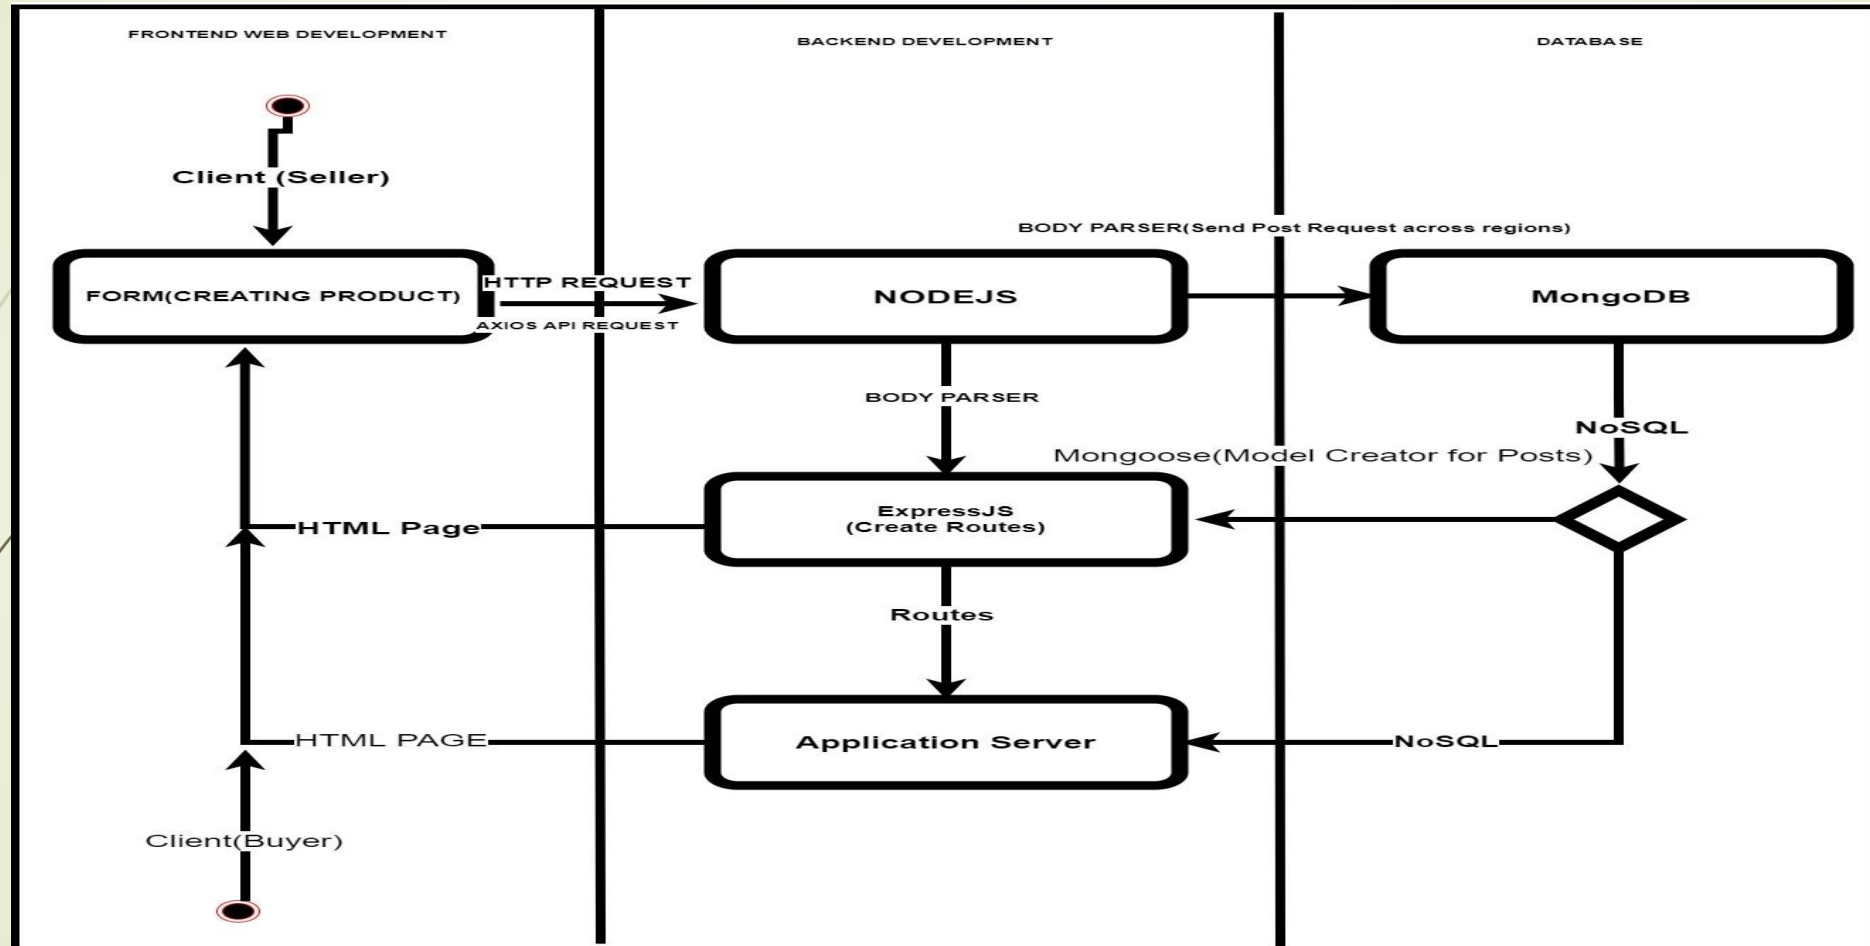 FRONTEND WEB DEVELOPMENT
BACKEND DEVELOPMENT
DATABASE
Client (Seller)
BODY PARSER(Send Post Request across regions)
FORM(CREATING PRODUCT)
HTTP REQUEST
AXIOS API REQUEST
NODEJS
MongoDB
BODY PARSER
NoSQL
Mongoose(Model Creator for Posts)
ExpressJS
(Create Routes)
HTML Page
Routes
HTML PAGE
Application Server
NoSQL
Client(Buyer)